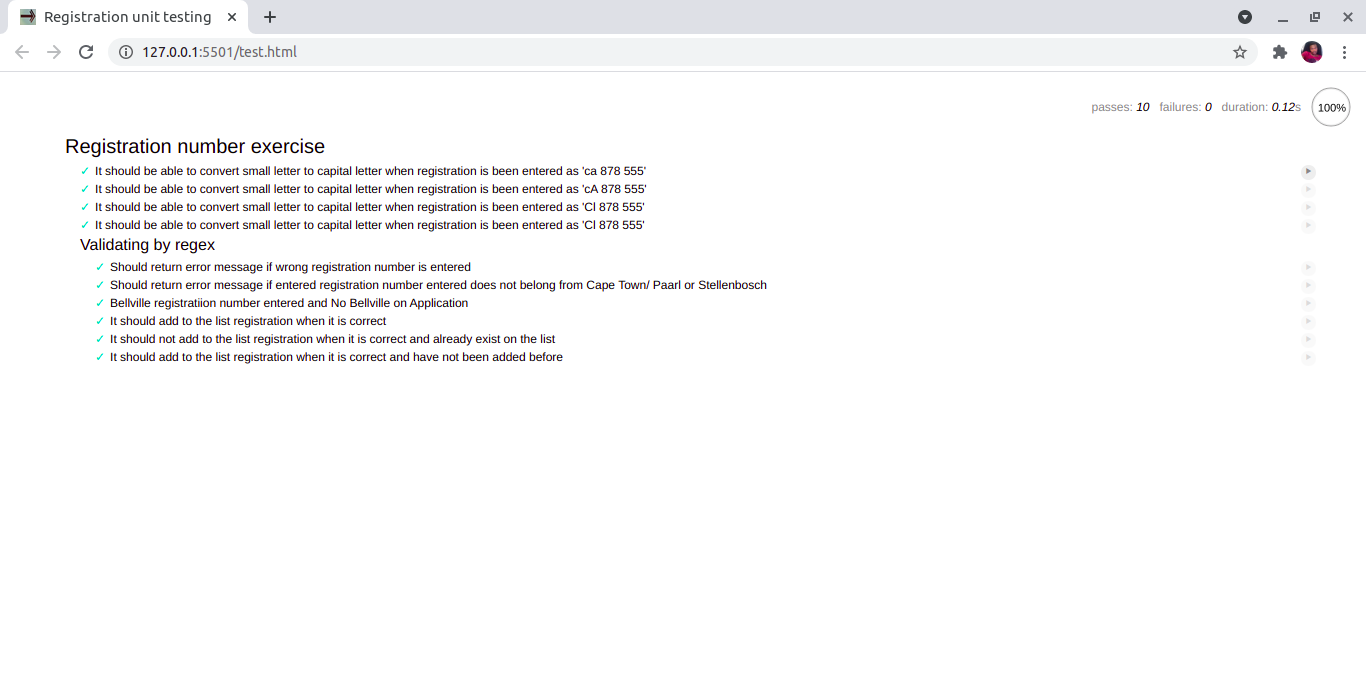 Registration unit testing
127.0.0.1:5501/test.html
passes: 10 failures: 0 duration: 0.12s 100%
Registration number exercise
✓ It should be able to convert small letter to capital letter when registration is been entered as 'ca 878 555'
✓ It should be able to convert small letter to capital letter when registration is been entered as 'cA 878 555'
✓ It should be able to convert small letter to capital letter when registration is been entered as 'Cl 878 555'
✓ It should be able to convert small letter to capital letter when registration is been entered as 'Cl 878 555'
Validating by regex
✓ Should return error message if wrong registration number is entered
✓ Should return error message if entered registration number entered does not belong from Cape Town/ Paarl or Stellenbosch
✓ Bellville registratiion number entered and No Bellville on Application
✓ It should add to the list registration when it is correct
✓ It should not add to the list registration when it is correct and already exist on the list
✓ It should add to the list registration when it is correct and have not been added before